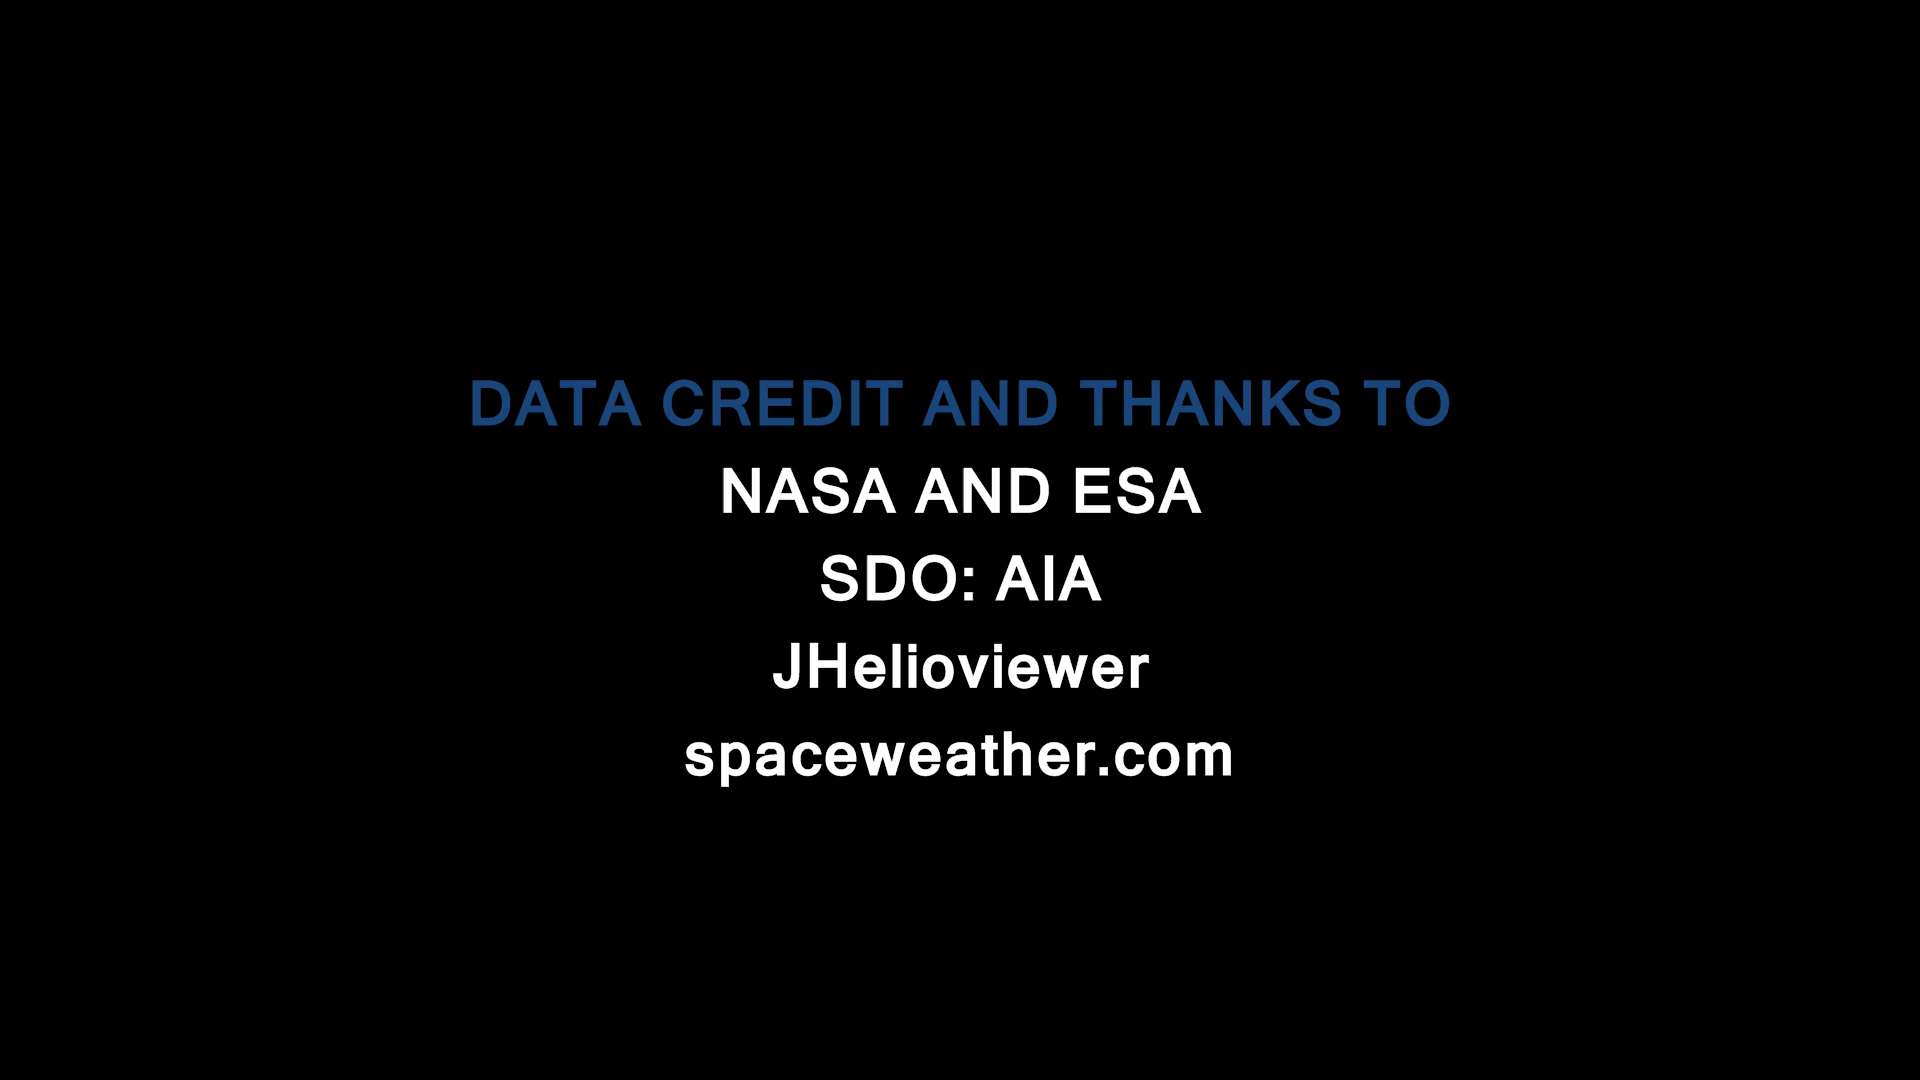 DATA CREDIT AND THANKS TO
NASA AND ESA
SDO: AIA
JHelioviewer
spaceweather.com